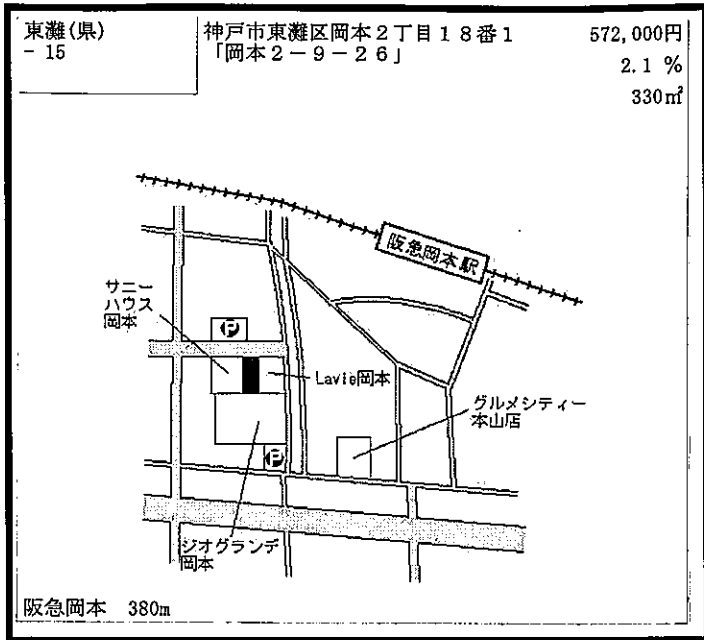 東灘(県)
- 15
神戸市東灘区岡本2丁目18番1
「岡本2-9-26」
572,000円
2.1 %
330㎡
阪急岡本駅
サニー
ハウス
岡本
P
Lavie岡本
グルメシティー
本山店
P
ジオグランデ
岡本
阪急岡本 380m